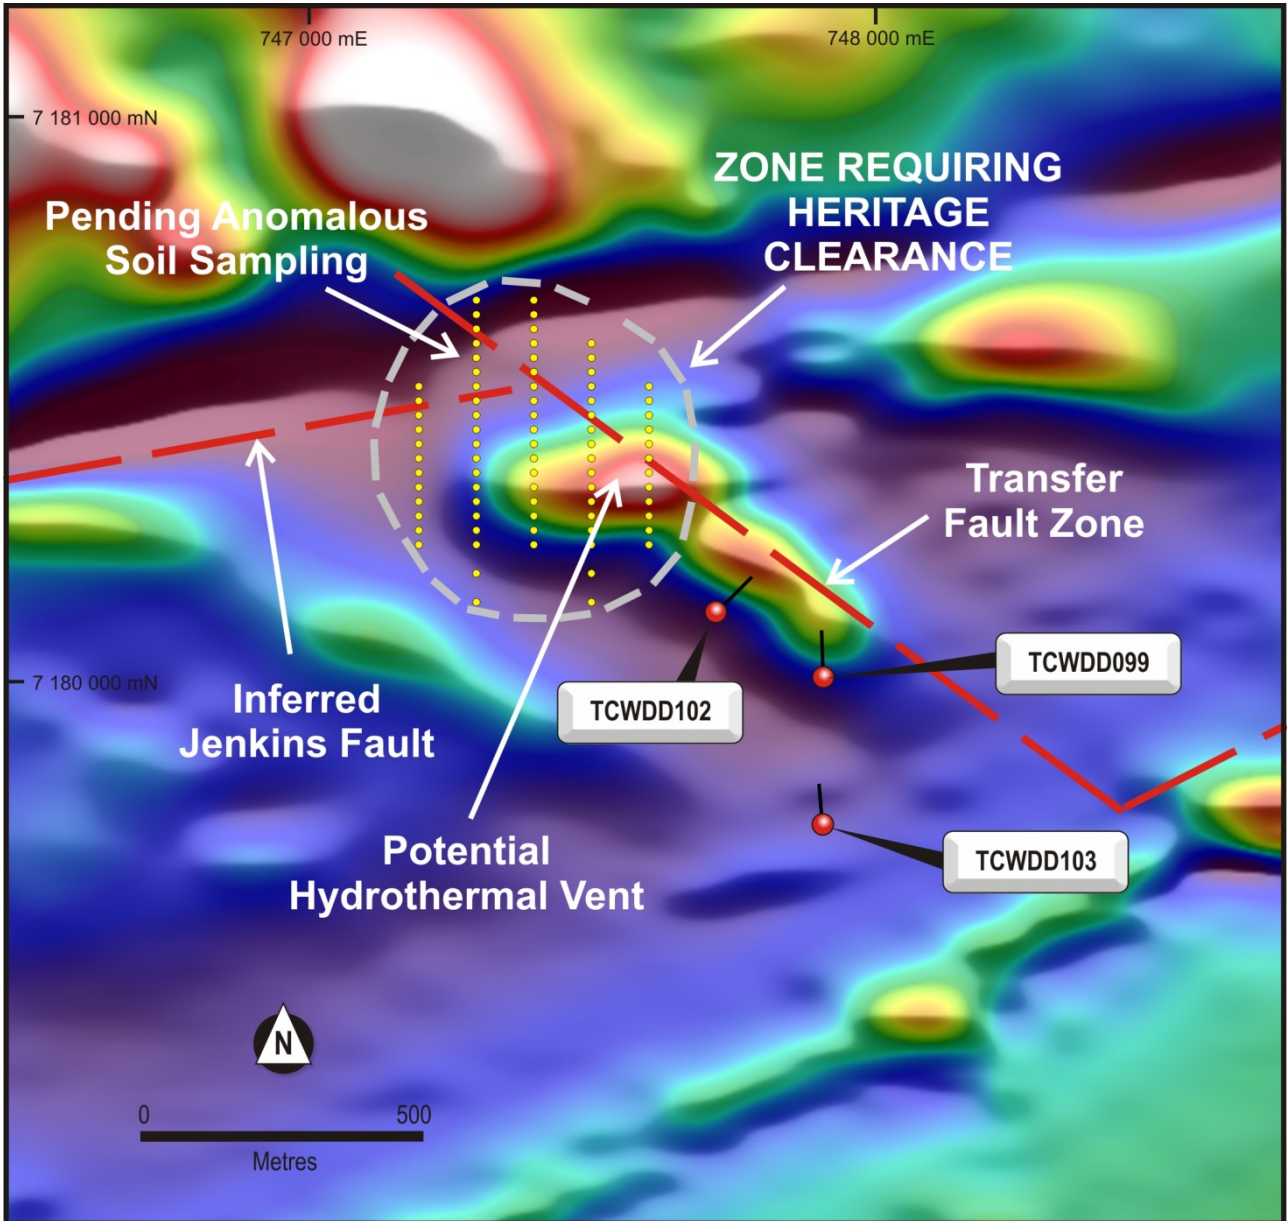 747 000 mE
748 000 mE
7 181 000 mN
ZONE REQUIRING
HERITAGE
CLEARANCE
Pending Anomalous
Soil Sampling
Transfer
Fault Zone
TCWDD099
7 180 000 mN
TCWDD102
Inferred
Jenkins Fault
Potential
Hydrothermal Vent
TCWDD103
N
0
500
Metres